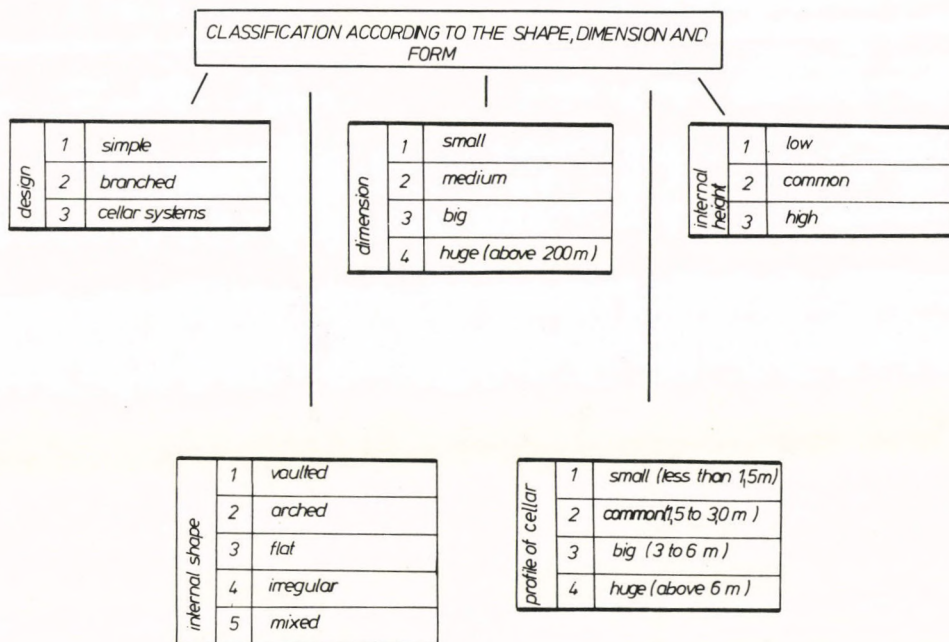 CLASSIFICATION ACCORDING TO THE SHAPE, DIMENSION AND
FORM
design
1 simple
2 branched
3 cellar systems
dimension
1 small
2 medium
3 big
4 huge (above 200 m)
internal
height
1 low
2 common
3 high
internal shape
1 vaulted
2 arched
3 flat
4 irregular
5 mixed
profile of cellar
1 small (less than 1,5m)
2 common(1,5 to 3,0 m)
3 big (3 to 6 m)
4 huge (above 6 m)